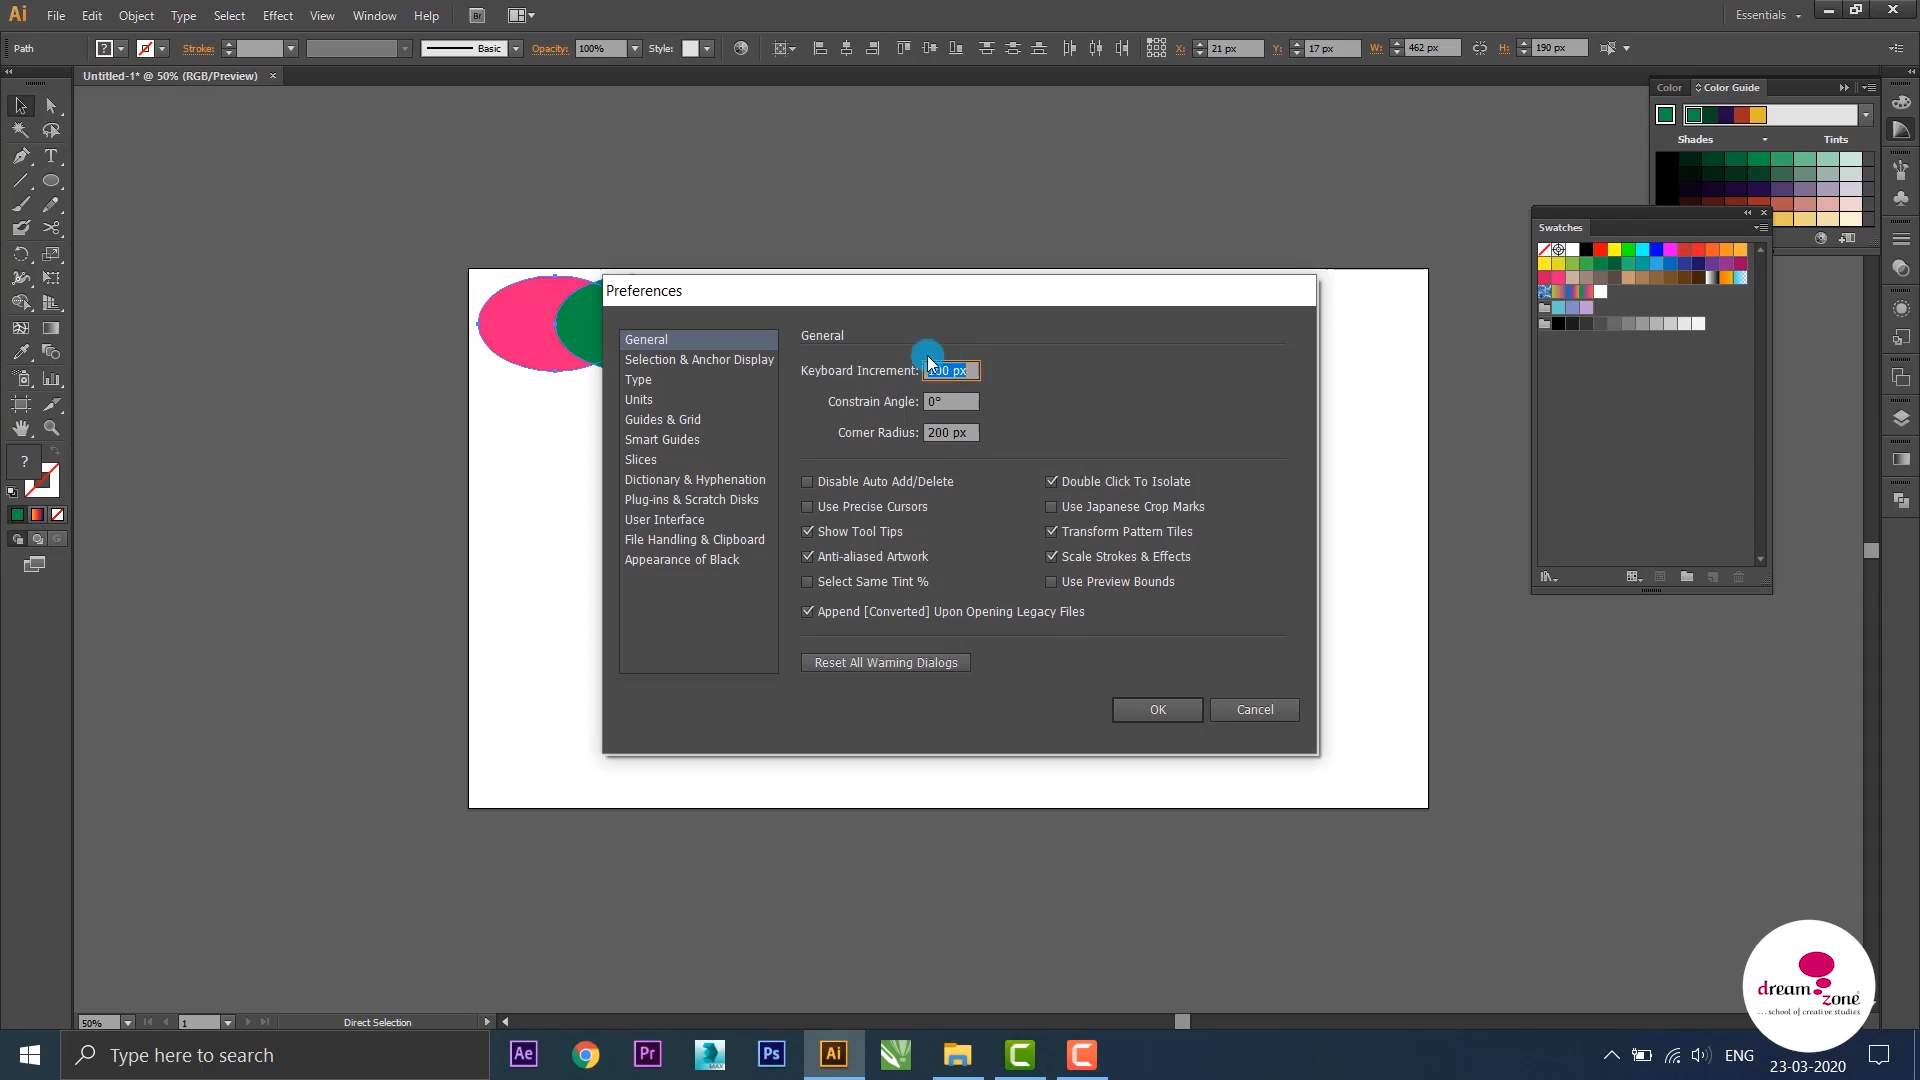 Ai File Edit Object Type Select Effect View Window Help Br Essentials
Path ? Stroke: Basic Opacity: 100% Style: X: 21 px Y: 17 px W: 462 px H: 190 px
Untitled-1* @ 50% (RGB/Preview) ×
Color Color Guide
Shades Tints
Swatches
Preferences
General
Selection & Anchor Display
Type
Units
Guides & Grid
Smart Guides
Slices
Dictionary & Hyphenation
Plug-ins & Scratch Disks
User Interface
File Handling & Clipboard
Appearance of Black
General
Keyboard Increment: 100 px
Constrain Angle: 0°
Corner Radius: 200 px
Disable Auto Add/Delete
Use Precise Cursors
Show Tool Tips
Anti-aliased Artwork
Select Same Tint %
Double Click To Isolate
Use Japanese Crop Marks
Transform Pattern Tiles
Scale Strokes & Effects
Use Preview Bounds
Append [Converted] Upon Opening Legacy Files
Reset All Warning Dialogs
OK Cancel
?
50% 1 Direct Selection
dream zone
...school of creative studies
Type here to search
Ae Pr MAX Ps Ai
ENG
23-03-2020